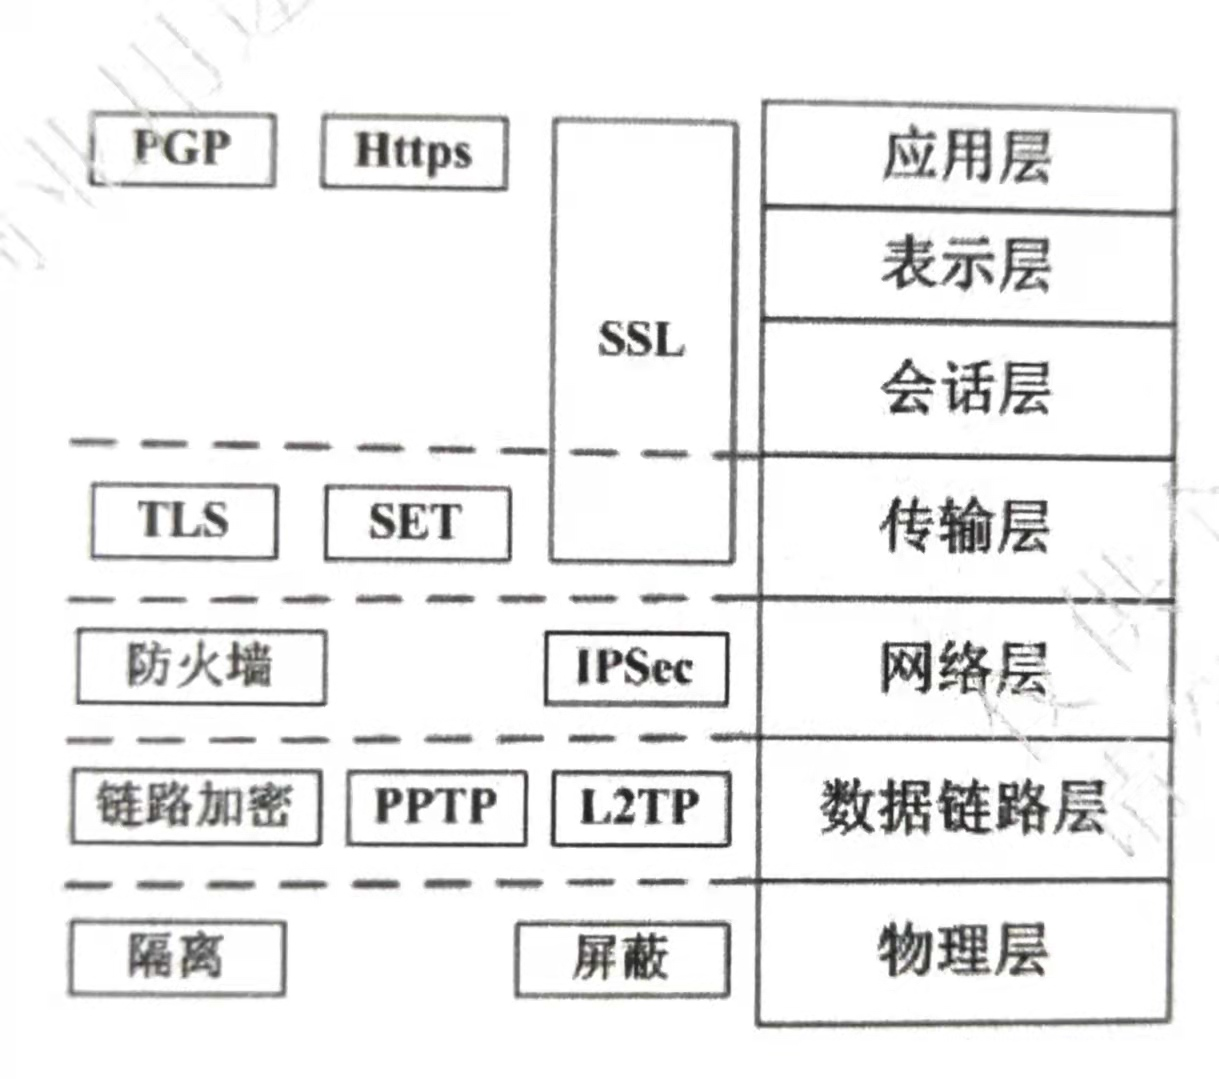 PGP Https 应用层
表示层
SSL
会话层
TLS SET 传输层
防火墙 IPSec 网络层
链路加密 PPTP L2TP 数据链路层
隔离 屏蔽 物理层